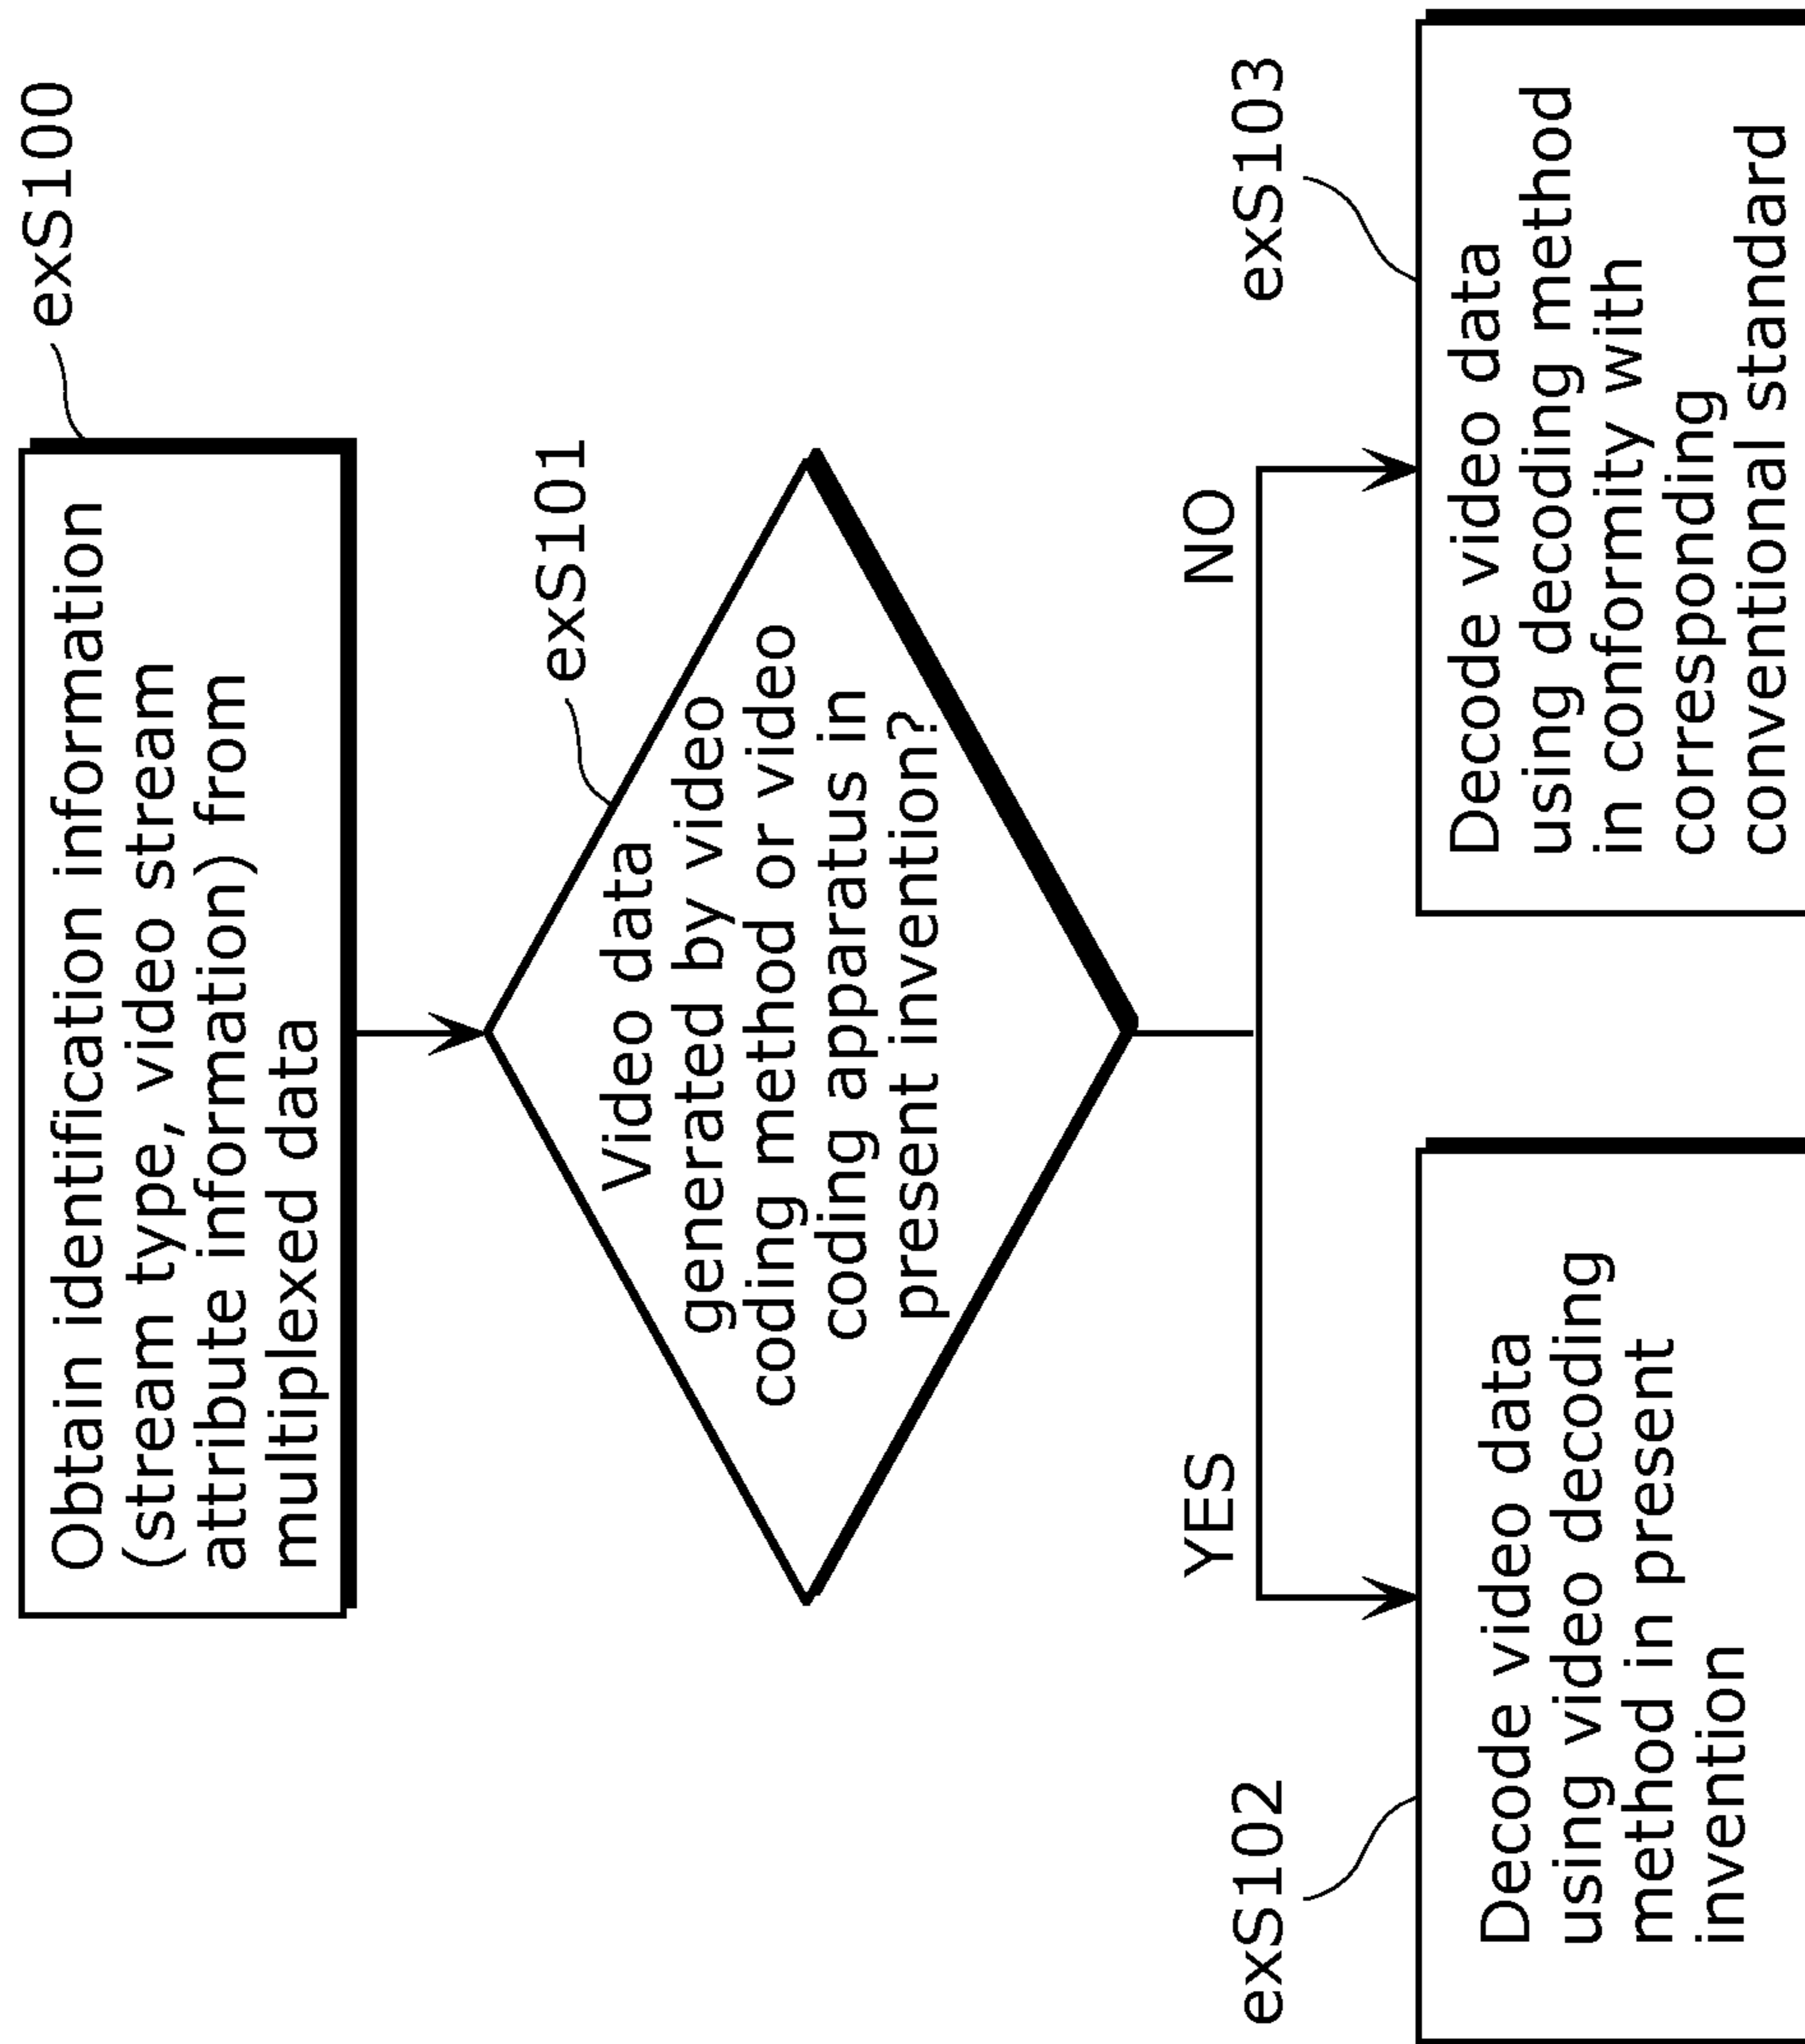 exS100
Obtain identification information
(stream type, video stream
attribute information) from
multiplexed data
exS101
Video data
generated by video
coding method or video
coding apparatus in
present invention?
YES
NO
exS102
Decode video data
using video decoding
method in present
invention
exS103
Decode video data
using decoding method
in conformity with
corresponding
conventional standard